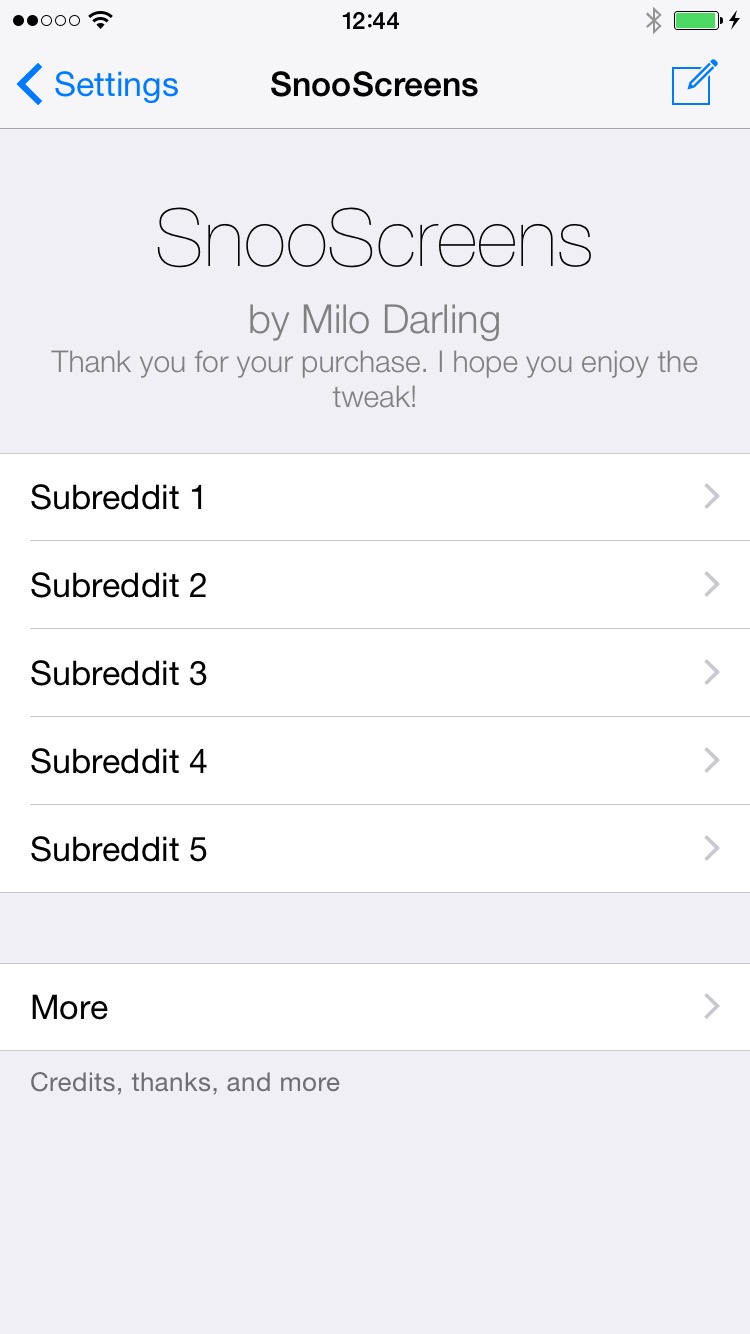 12:44
Settings
SnooScreens
SnooScreens
by Milo Darling
Thank you for your purchase. I hope you enjoy the
tweak!
Subreddit 1
Subreddit 2
Subreddit 3
Subreddit 4
Subreddit 5
More
Credits, thanks, and more